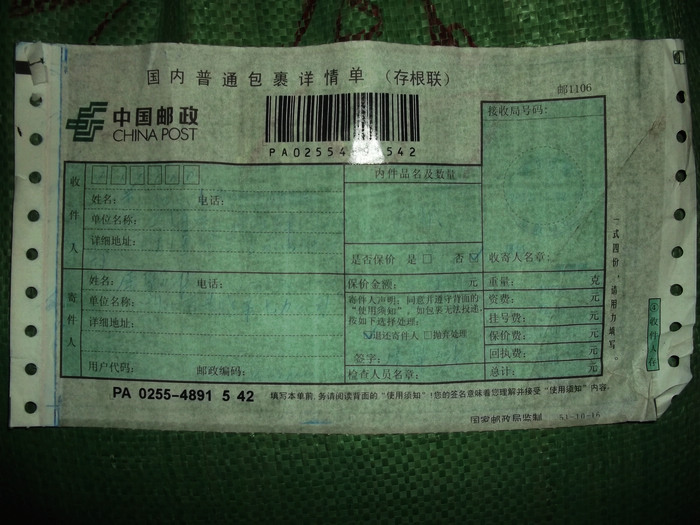 国内普通包裹详情单 (存根联)
邮1106
中国邮政
CHINA POST
接收局号码:
收件人
姓名: 电话:
单位名称:
详细地址:
内件品名及数量
是否保价 是 □ 否 ☑
收寄人名章:
寄件人
姓名: 电话:
单位名称:
详细地址:
用户代码: 邮政编码:
保价金额: 元
寄件人声明:同意并遵守背面的
"使用须知",如包裹无法投递,
按如下选择处理:
☑退还寄件人 □抛弃处理
签字:
检查人员名章:
重量: 克
资费: 元
挂号费: 元
保价费: 元
回执费: 元
总计: 元
一式四份,请用力填写。
PA 0255-4891 5 42
填写本单前,务请阅读背面的"使用须知"!您的签名意味着您理解并接受"使用须知"内容。
国家邮政局监制